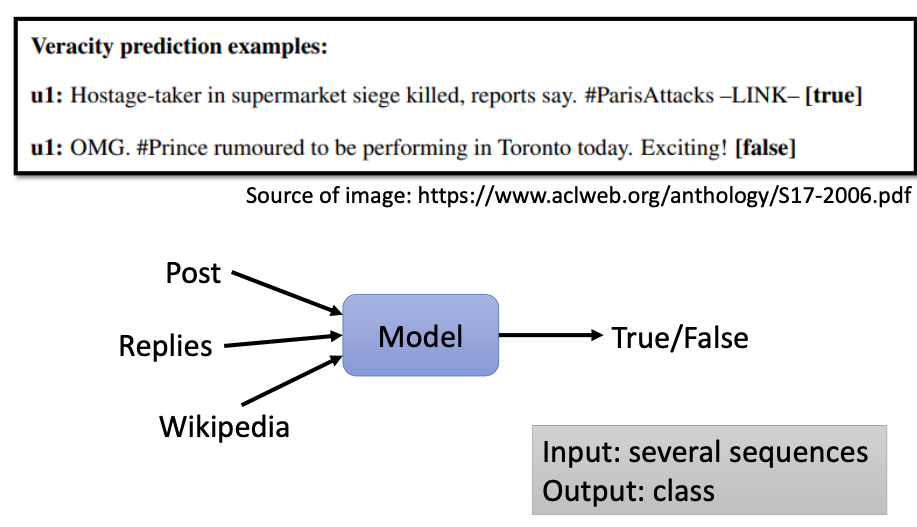 Veracity prediction examples:
u1: Hostage-taker in supermarket siege killed, reports say. #ParisAttacks –LINK– [true]
u1: OMG. #Prince rumoured to be performing in Toronto today. Exciting! [false]
Source of image: https://www.aclweb.org/anthology/S17-2006.pdf
Post
Replies
Model
True/False
Wikipedia
Input: several sequences
Output: class